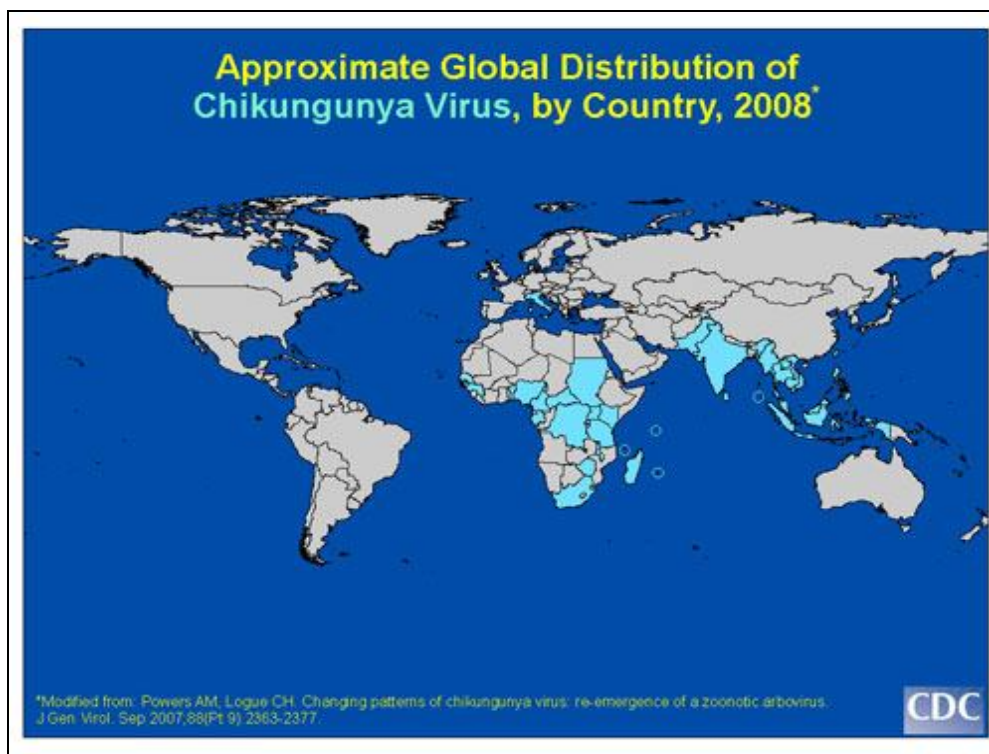 Approximate Global Distribution of
Chikungunya Virus, by Country, 2008*
*Modified from: Powers AM, Logue CH. Changing patterns of chikungunya virus: re-emergence of a zoonotic arbovirus.
J Gen. Virol. Sep 2007;88(Pt 9) 2363-2377.
CDC